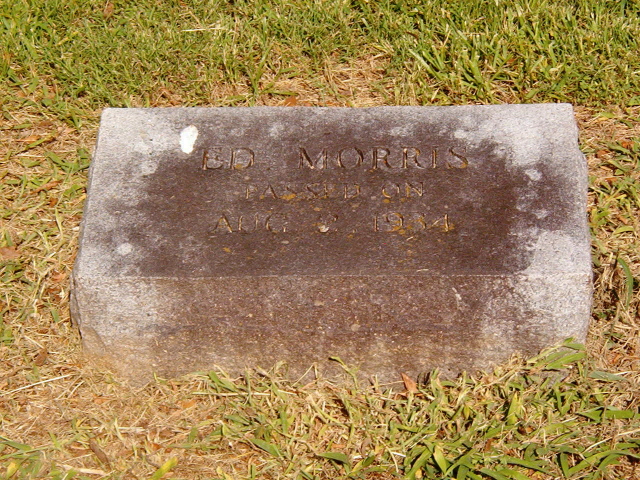 ED. MORRIS
PASSED ON
AUG 2, 1934